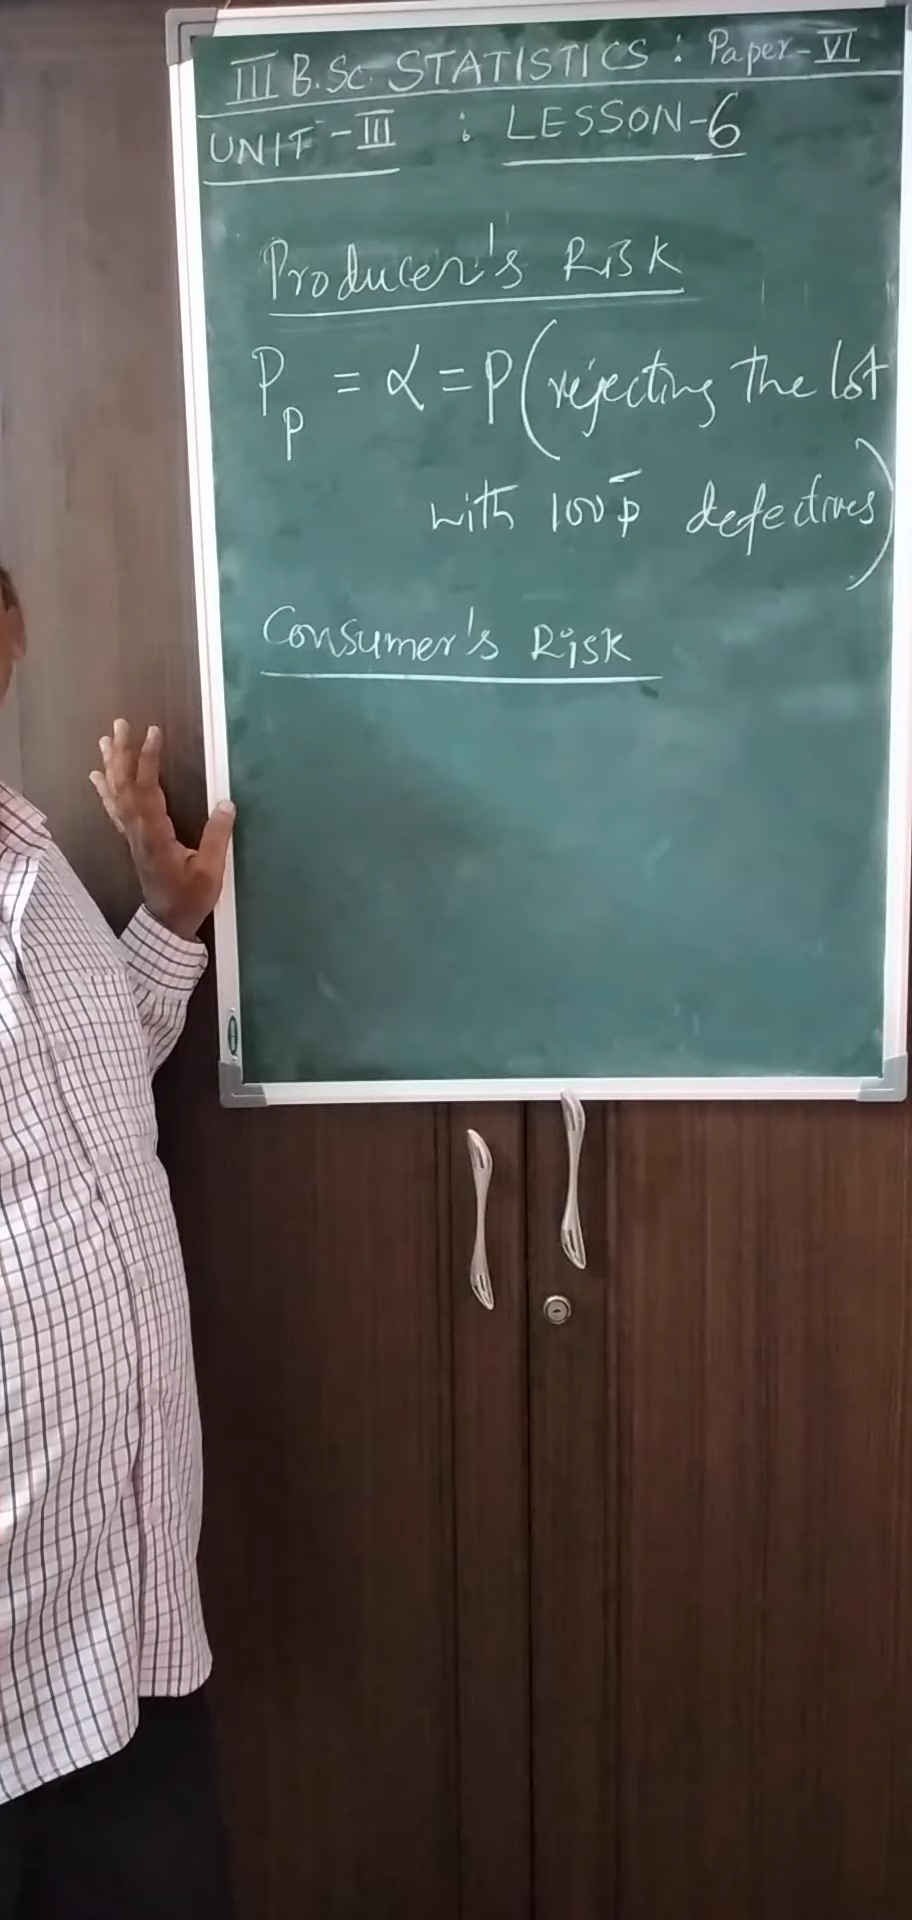 III B.Sc. STATISTICS : Paper-VI
UNIT-III : LESSON-6
Producer's Risk
P_p = α = P(rejecting the lot
with 100p̄ defectives)
Consumer's Risk